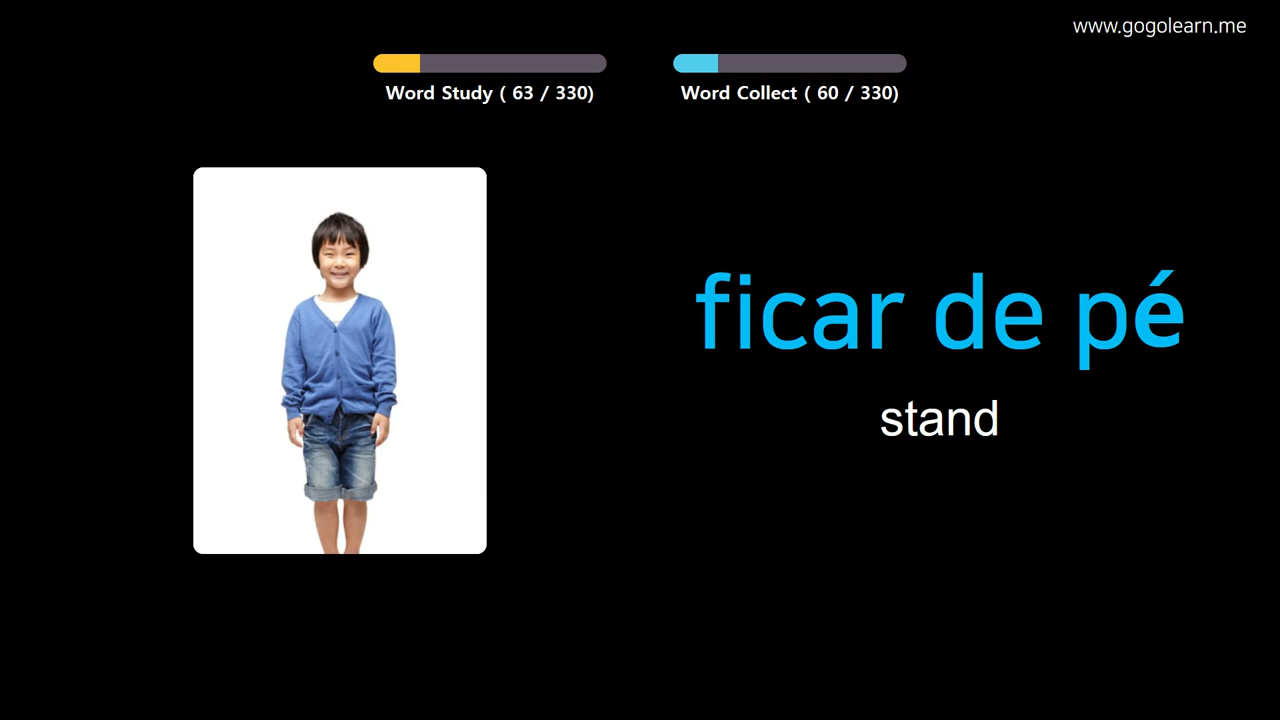 www.gogolearn.me
Word Study ( 63 / 330)
Word Collect ( 60 / 330)
ficar de pé
stand